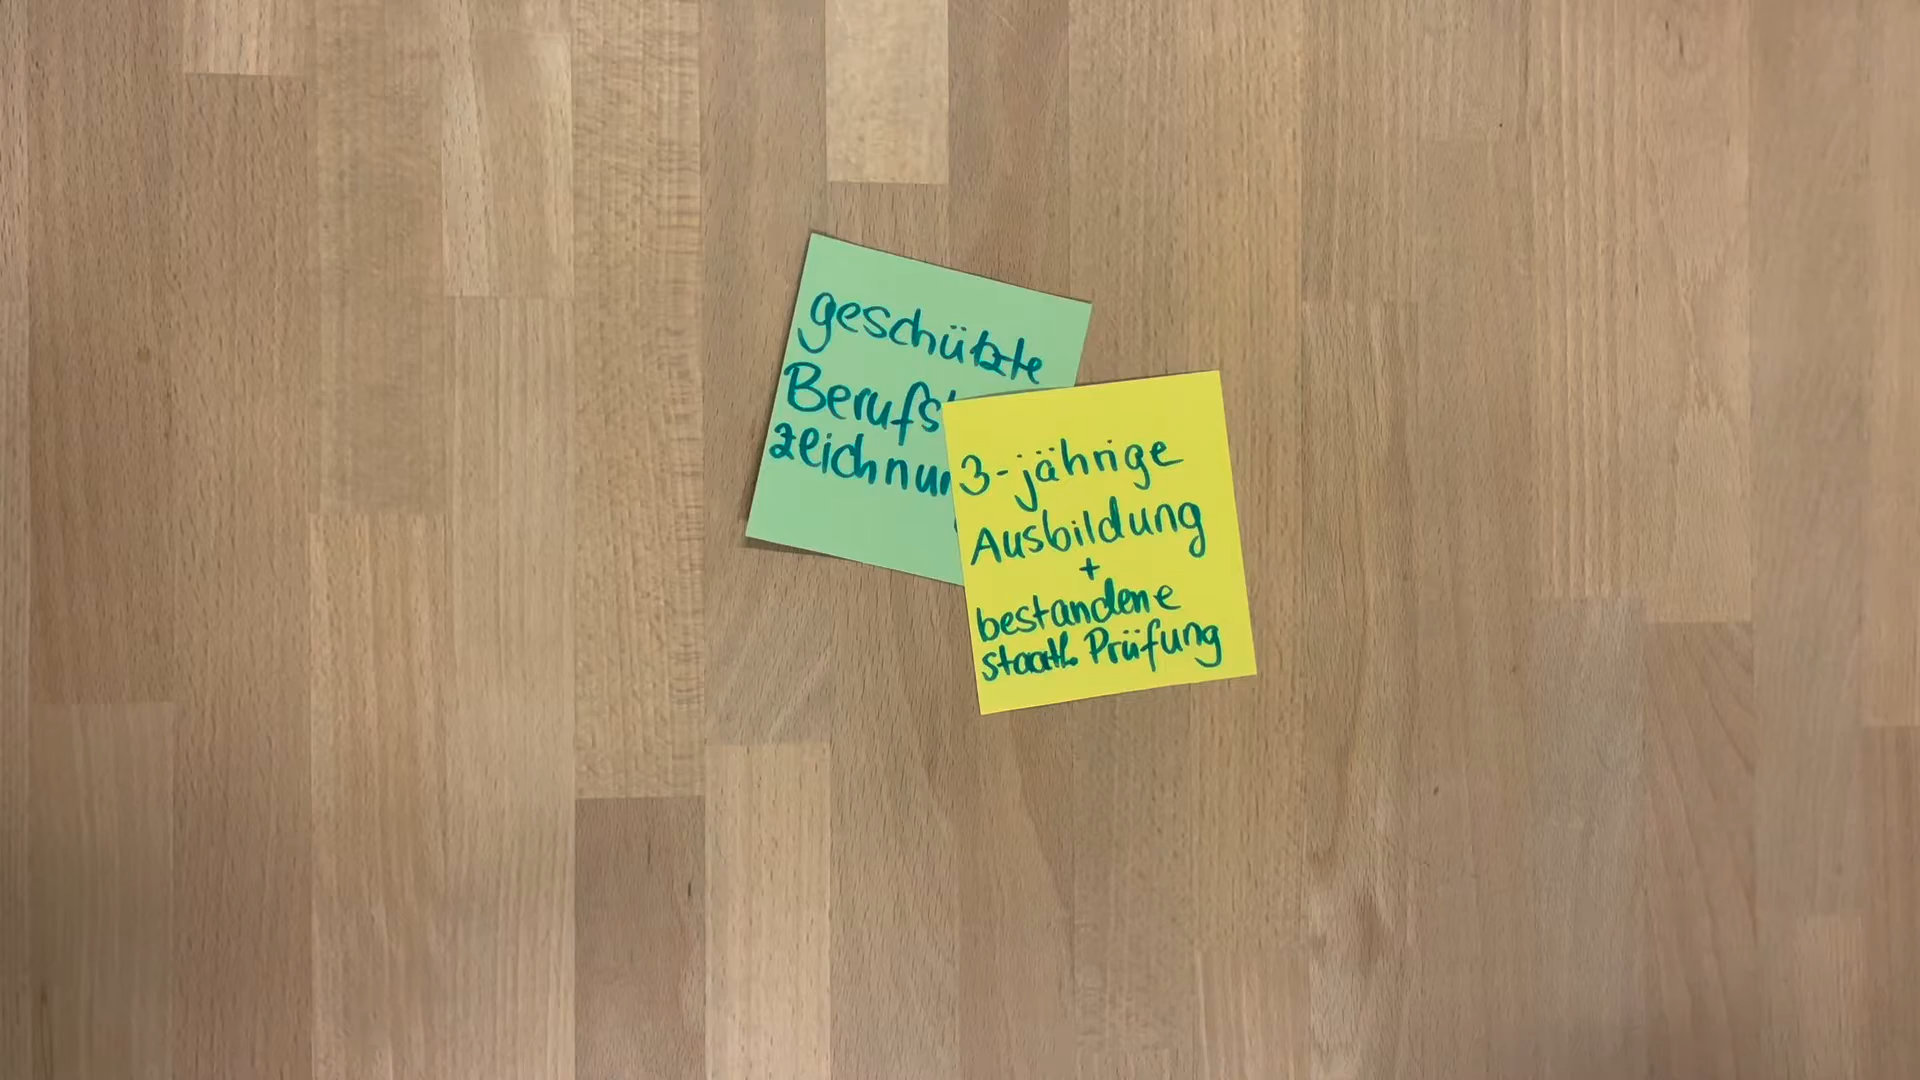 geschützte
Berufs
zeichnun
3-jährige
Ausbildung
+
bestandene
staatl. Prüfung